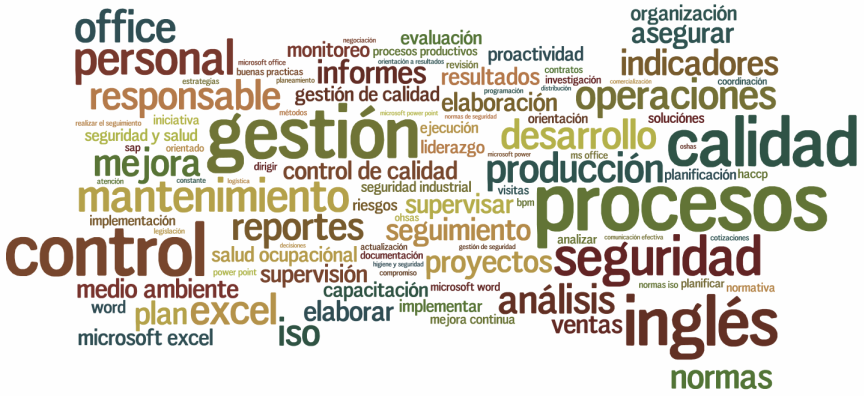 office
organización
negociación
evaluación
asegurar
personal
monitoreo
procesos productivos
proactividad
indicadores
microsoft office
orientación a resultados
revisión
contratos
buenas practicas
informes
resultados
investigación
comercialización
coordinación
estrategias
planeamiento
programación
distribución
responsable
gestión de calidad
elaboración
operaciones
métodos
microsoft power point
normas de seguridad
orientación
soluciónes
realizar el seguimiento
iniciativa
gestión
ejecución
desarrollo
calidad
seguridad y salud
liderazgo
oshas
sap
orientado
microsoft power
ms office
mejora
dirigir
control de calidad
producción
planificación
haccp
atención
constante
logística
seguridad industrial
visitas
mantenimiento
riesgos
supervisar
bpm
procesos
implementación
reportes
ohsas
seguimiento
legislación
control
decisiones
actualización
gestión de seguridad
analizar
comunicación efectiva
cotizaciones
salud ocupaciónal
documentación
higiene y seguridad
proyectos
seguridad
power point
supervisión
compromiso
medio ambiente
capacitación
microsoft word
normas iso
planificar
normativa
word
plan
excel
elaborar
implementar
análisis
inglés
microsoft excel
iso
mejora continua
ventas
normas